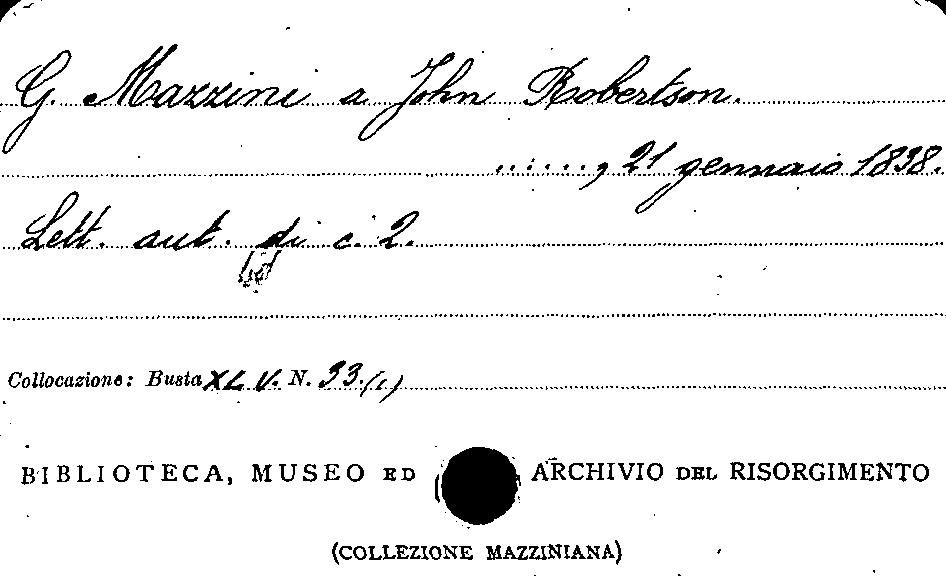 G. Mazzini a John Robertson.
......, 21 gennaio 1838.
Lett. aut. di c. 2.
Collocazione: Busta XLV. N. 33.(1)
BIBLIOTECA, MUSEO ED ARCHIVIO DEL RISORGIMENTO
(COLLEZIONE MAZZINIANA)